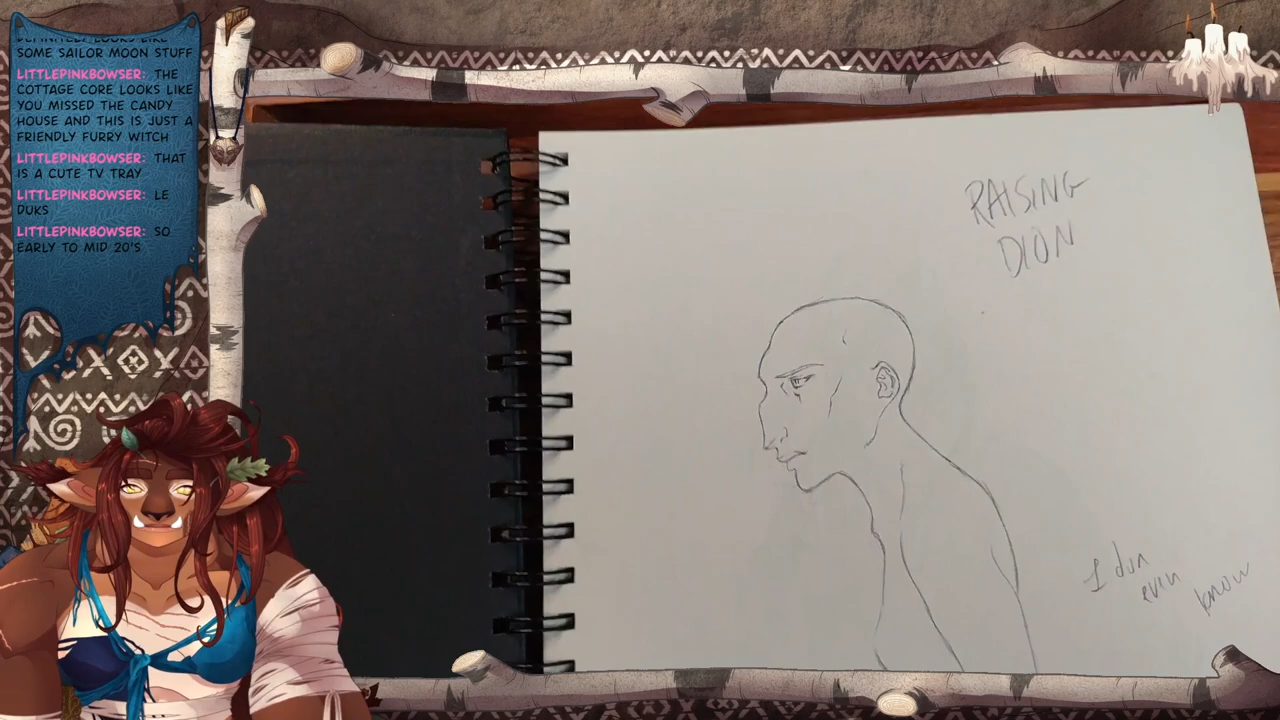 SOME SAILOR MOON STUFF
LITTLEPINKBOWSER: THE
COTTAGE CORE LOOKS LIKE
YOU MISSED THE CANDY
HOUSE AND THIS IS JUST A
FRIENDLY FURRY WITCH
LITTLEPINKBOWSER: THAT
IS A CUTE TV TRAY
LITTLEPINKBOWSER: LE
DUKS
LITTLEPINKBOWSER: SO
EARLY TO MID 20'S
RAISING
DION
I don
even
know